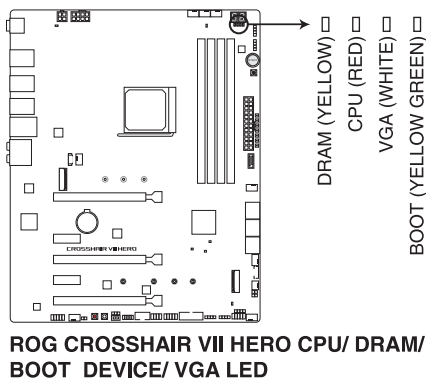 DRAM (YELLOW)
CPU (RED)
VGA (WHITE)
BOOT (YELLOW GREEN)
CROSSHAIR VII HERO
ROG CROSSHAIR VII HERO CPU/ DRAM/
BOOT DEVICE/ VGA LED